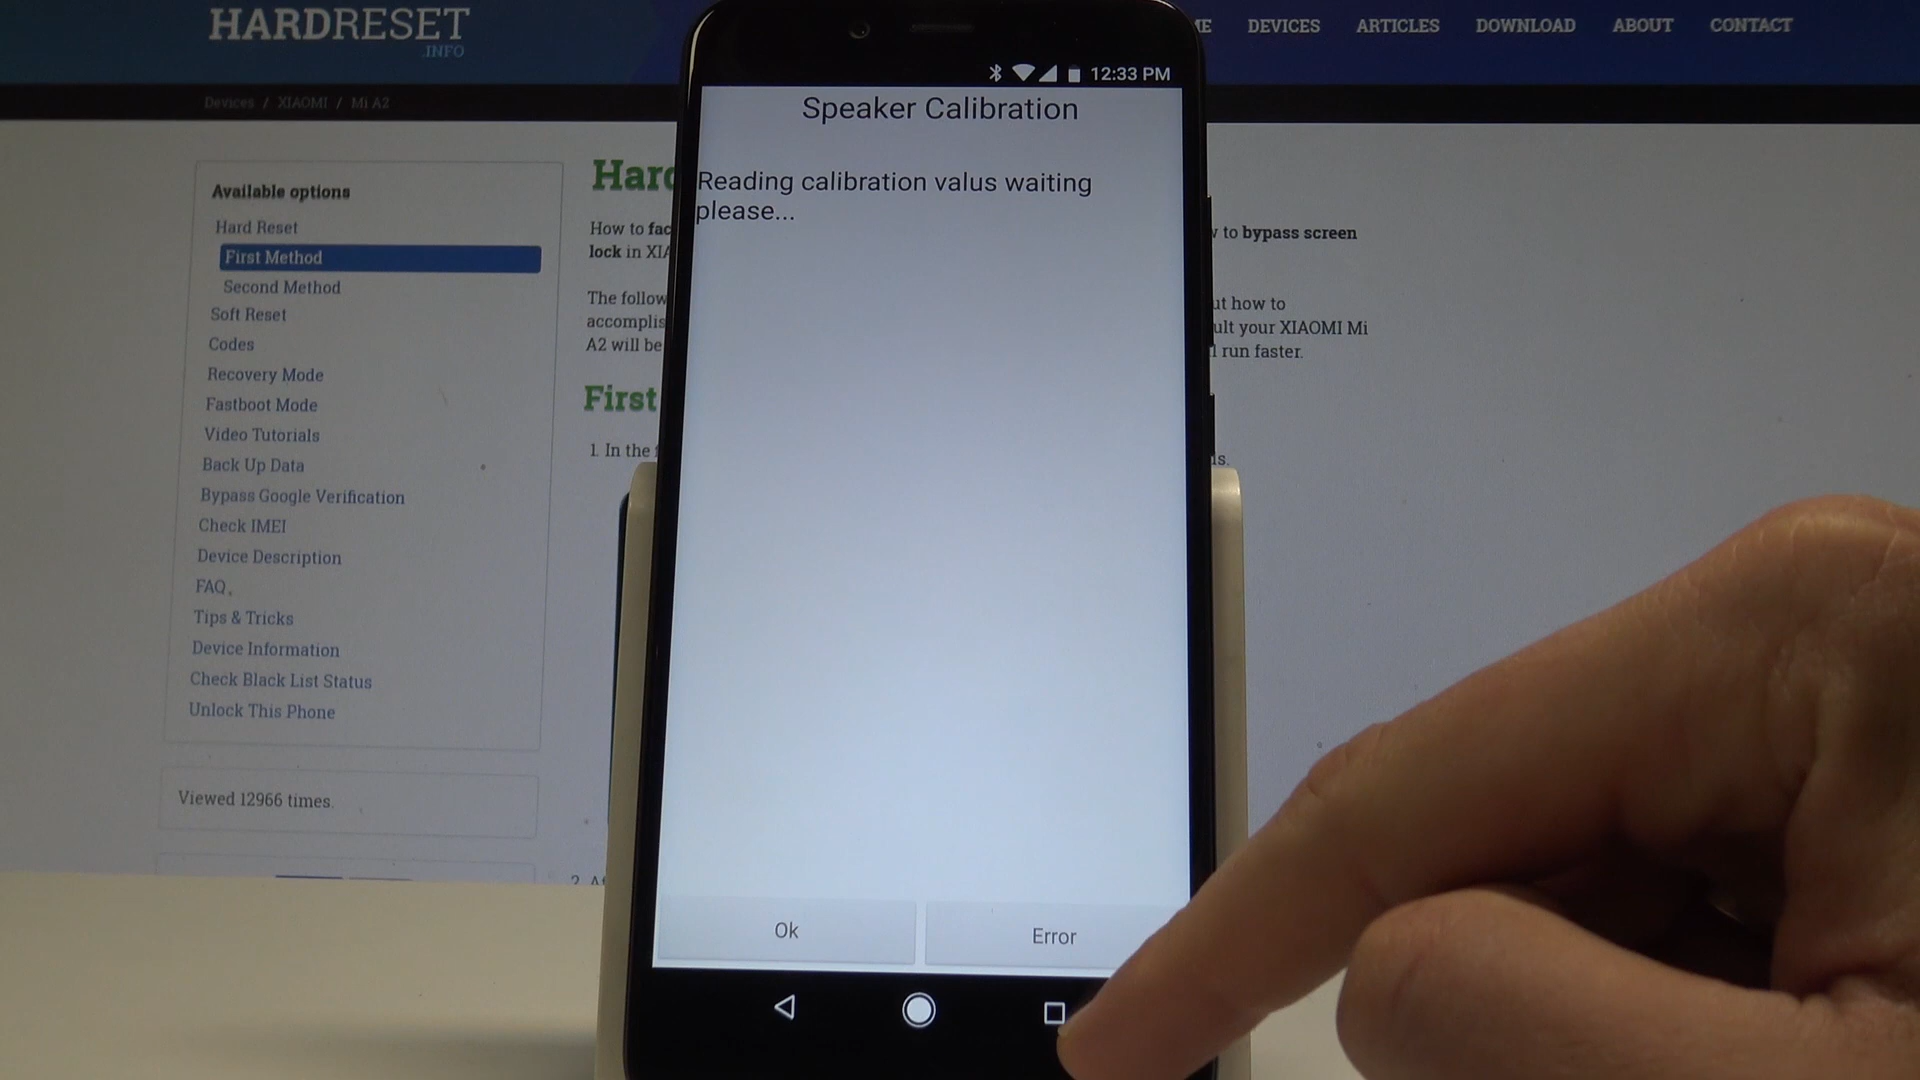 HARDRESET
.INFO
DEVICES ARTICLES DOWNLOAD ABOUT CONTACT
Devices / XIAOMI / Mi A2
12:33 PM
Speaker Calibration
Reading calibration valus waiting
please...
Ok
Error
Available options
Hard Reset
First Method
Second Method
Soft Reset
Codes
Recovery Mode
Fastboot Mode
Video Tutorials
Back Up Data
Bypass Google Verification
Check IMEI
Device Description
FAQ
Tips & Tricks
Device Information
Check Black List Status
Unlock This Phone
Viewed 12966 times.
Hard
How to
to bypass screen
lock in
The follow
how to
accomplis
your XIAOMI Mi
A2 will be
run faster.
First
1. In the